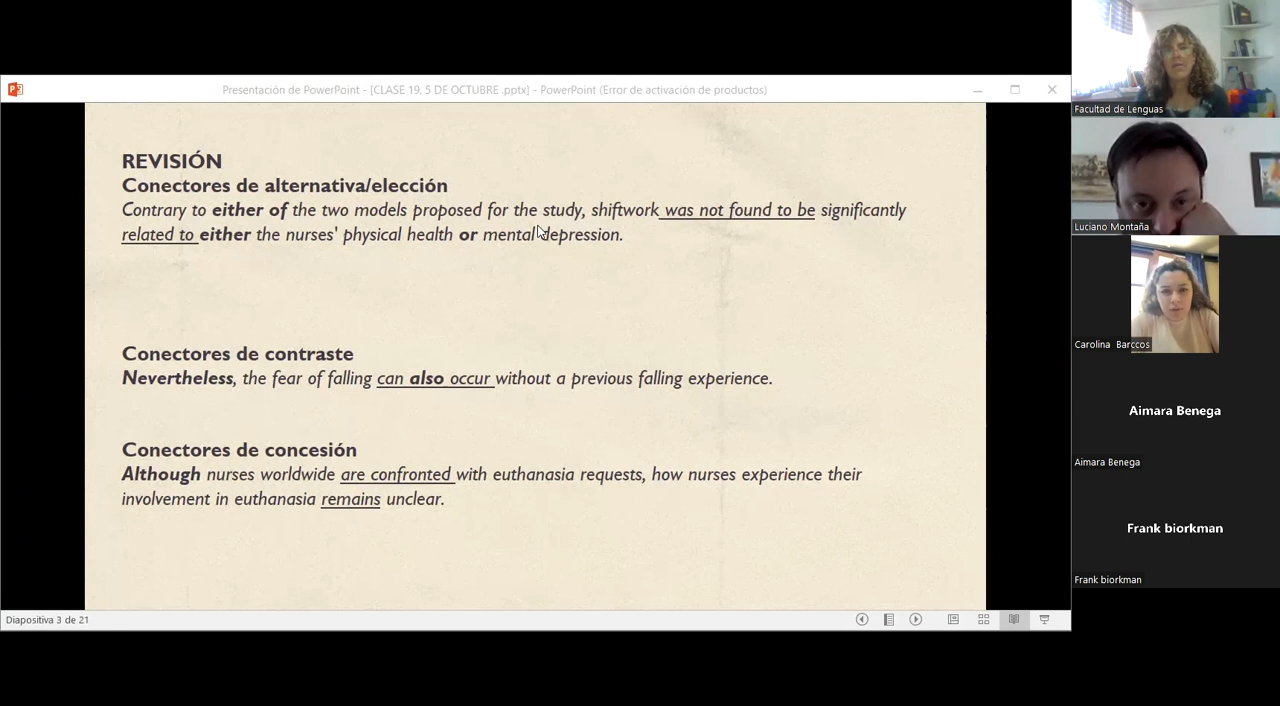 Presentación de PowerPoint - [CLASE 19, 5 DE OCTUBRE .pptx] - PowerPoint (Error de activación de productos)
REVISIÓN
Conectores de alternativa/elección
Contrary to either of the two models proposed for the study, shiftwork was not found to be significantly
related to either the nurses' physical health or mental depression.
Conectores de contraste
Nevertheless, the fear of falling can also occur without a previous falling experience.
Conectores de concesión
Although nurses worldwide are confronted with euthanasia requests, how nurses experience their
involvement in euthanasia remains unclear.
Diapositiva 3 de 21
Facultad de Lenguas
Luciano Montaña
Carolina Barccos
Aimara Benega
Aimara Benega
Frank biorkman
Frank biorkman